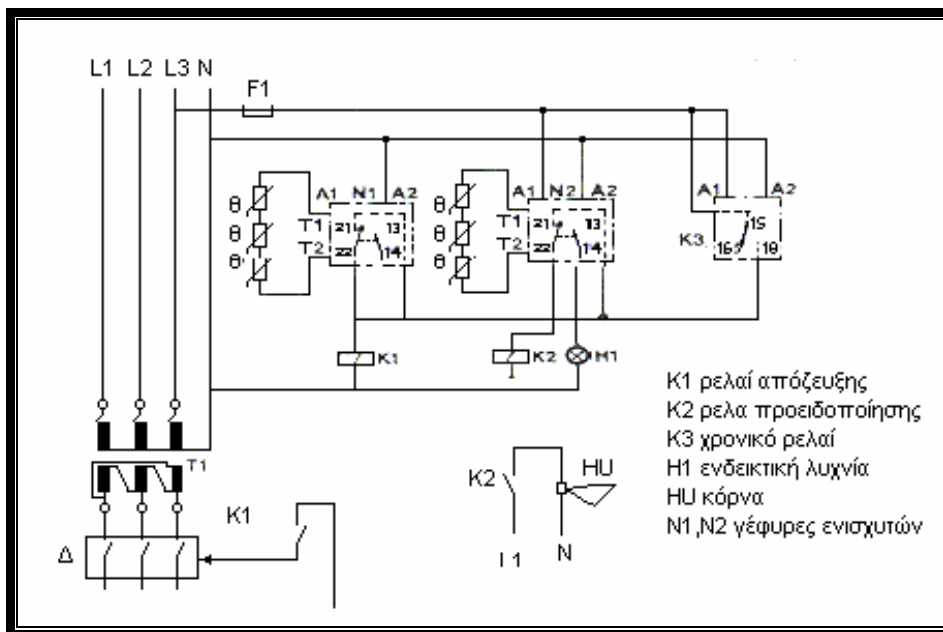 L1 L2 L3 N
F1
A1 N1 A2
θ
T1
21
13
θ
T2
22
14
θ
A1 N2 A2
θ
T1
21
13
θ
T2
22
14
θ
A1 A2
15
K3
16
18
K1
K2
H1
T1
K1
Δ
K2
HU
I 1
N
K1 ρελαί απόζευξης
K2 ρελα προειδοποίησης
K3 χρονικό ρελαί
H1 ενδεικτική λυχνία
HU κόρνα
N1,N2 γέφυρες ενισχυτών